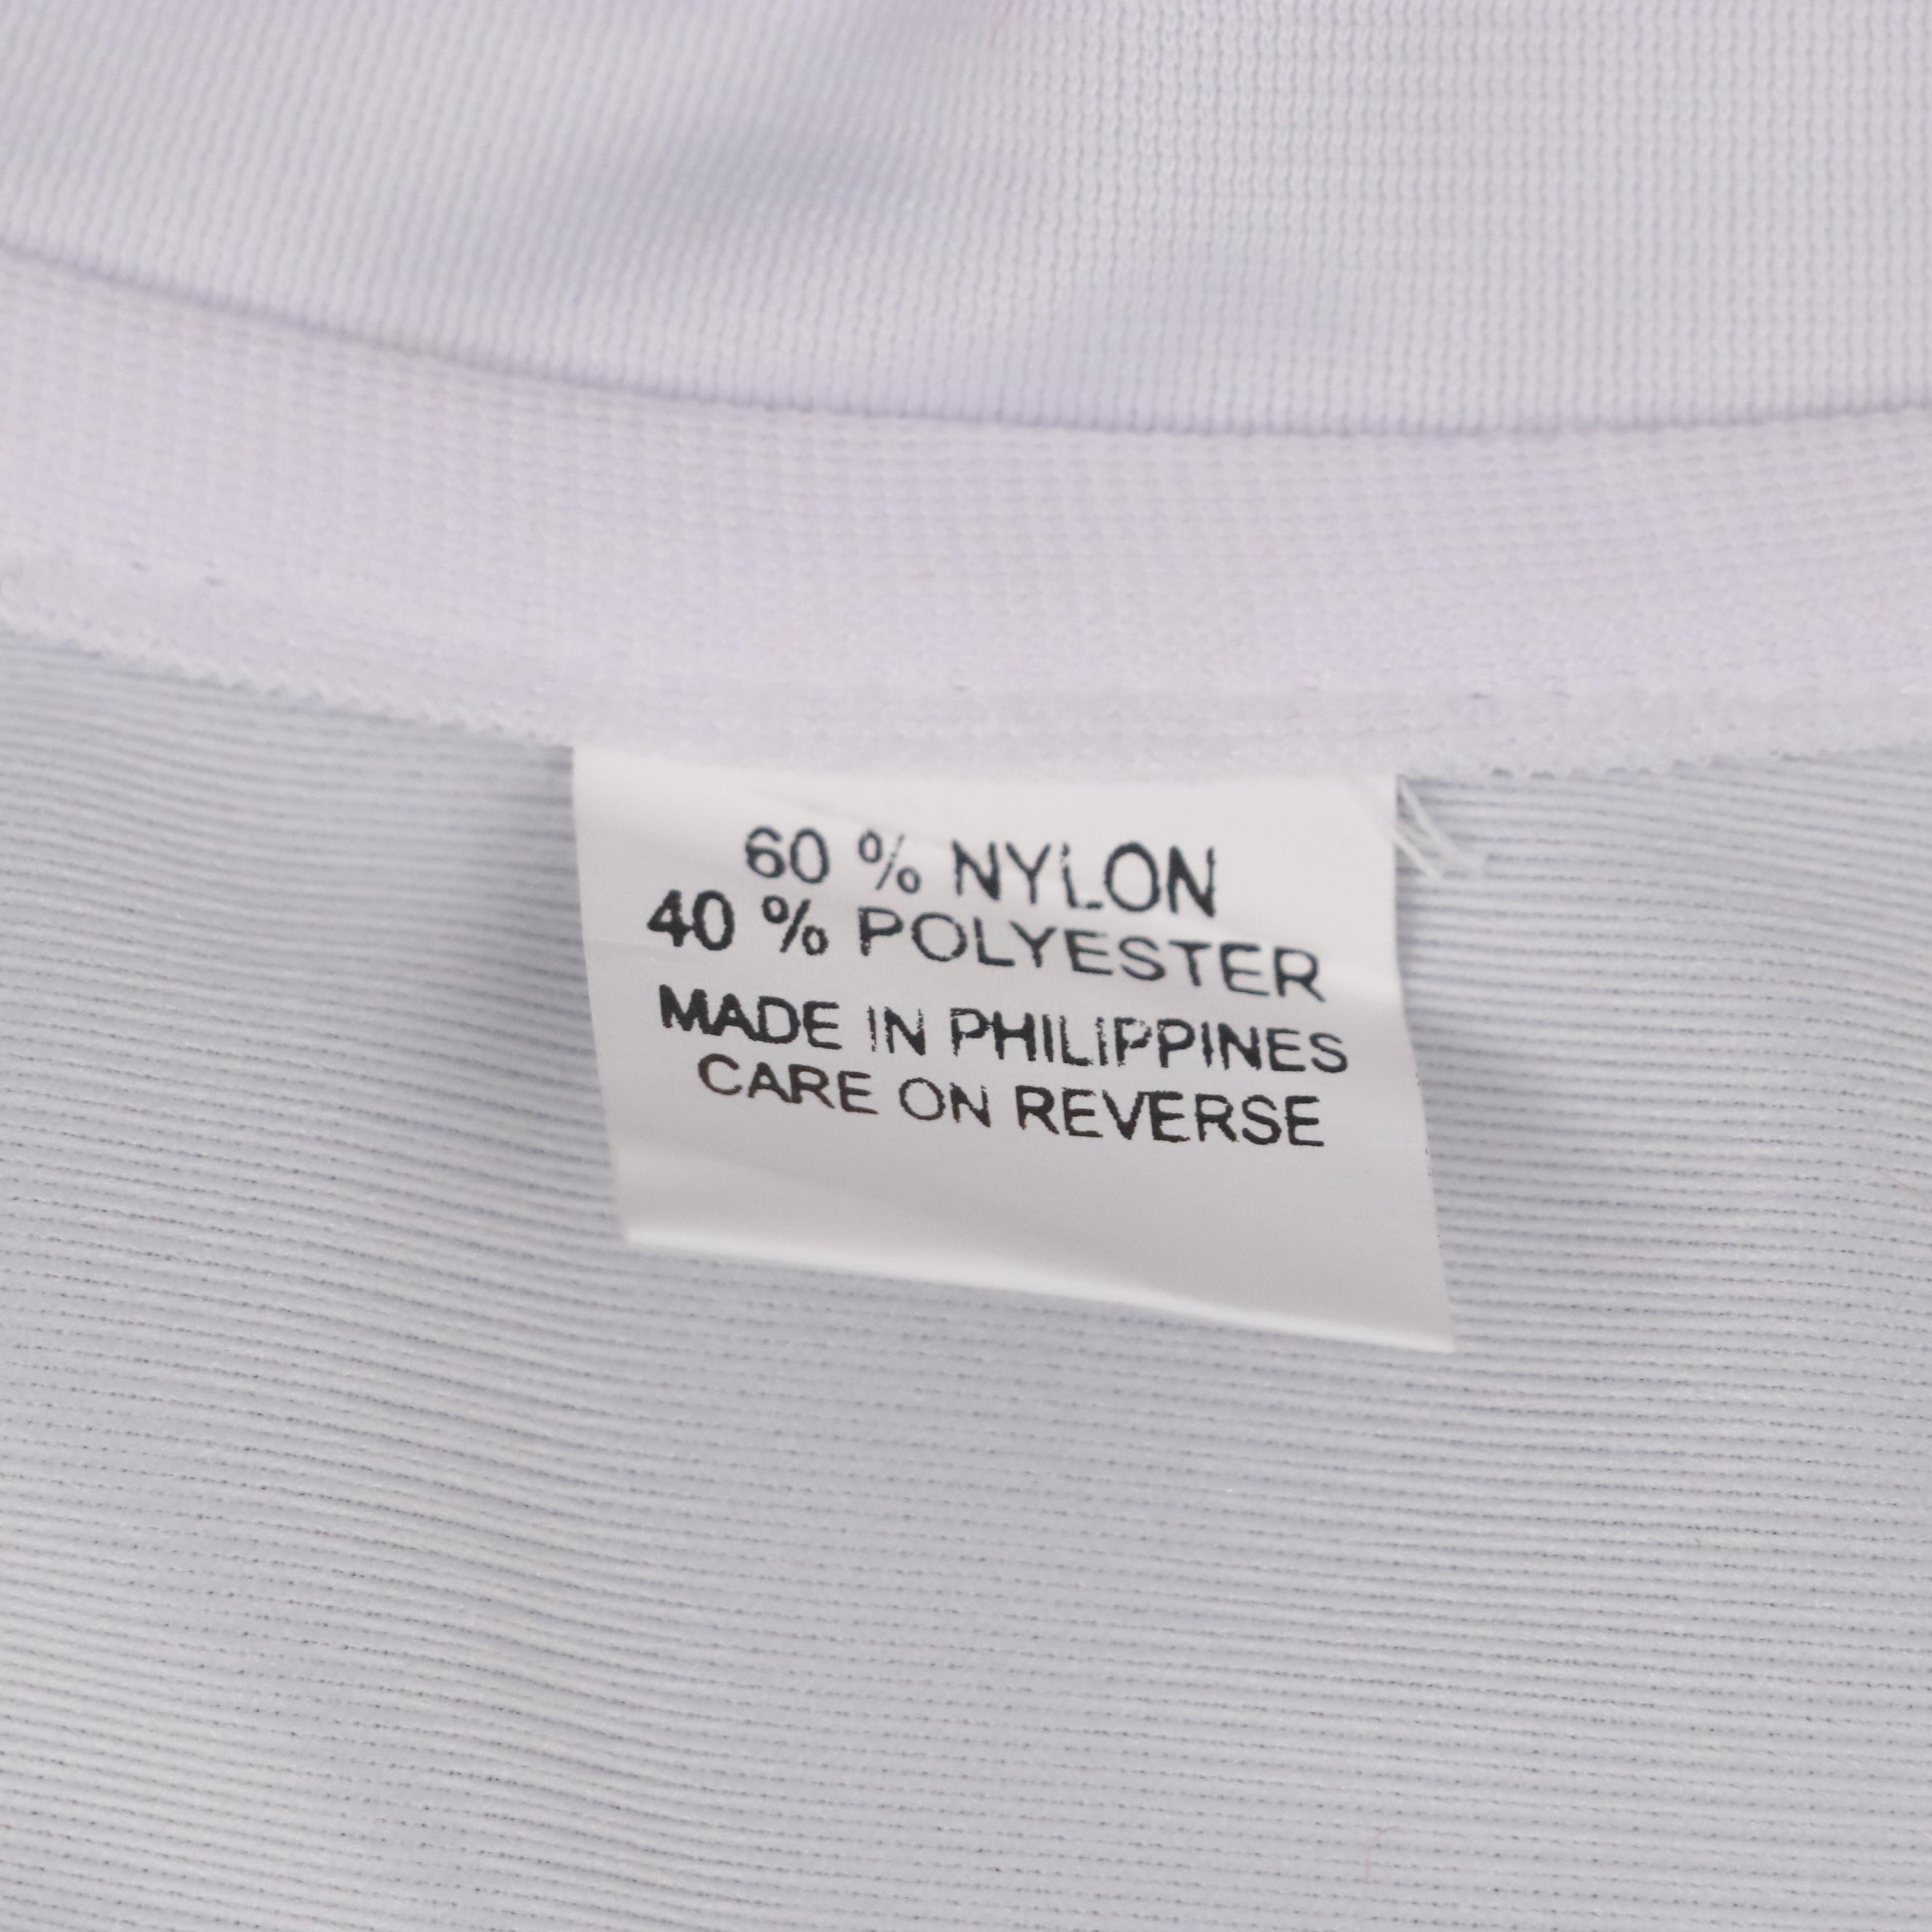 60 % NYLON
40 % POLYESTER
MADE IN PHILIPPINES
CARE ON REVERSE